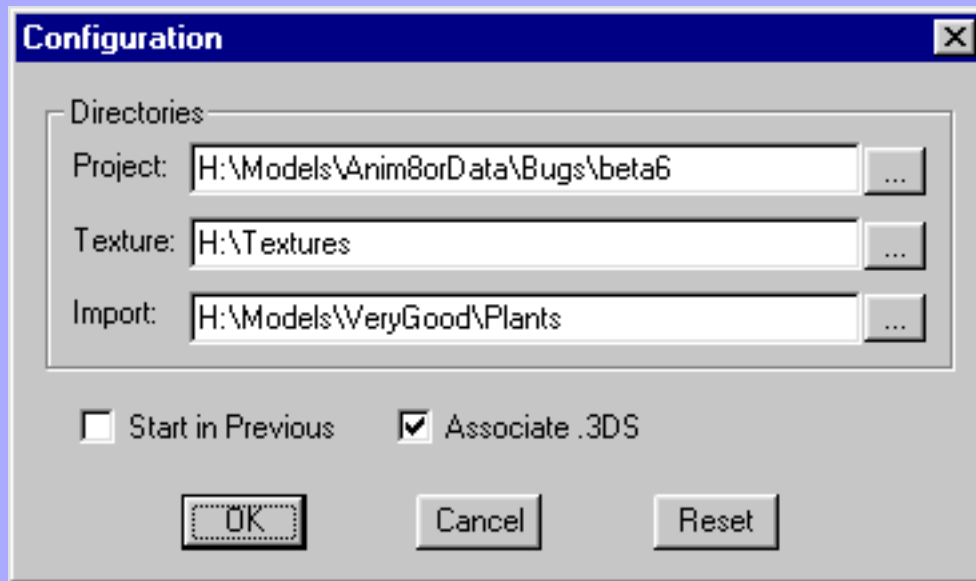 Configuration
Directories
Project: H:\Models\Anim8orData\Bugs\beta6 ...
Texture: H:\Textures ...
Import: H:\Models\VeryGood\Plants ...
Start in Previous Associate .3DS
OK Cancel Reset